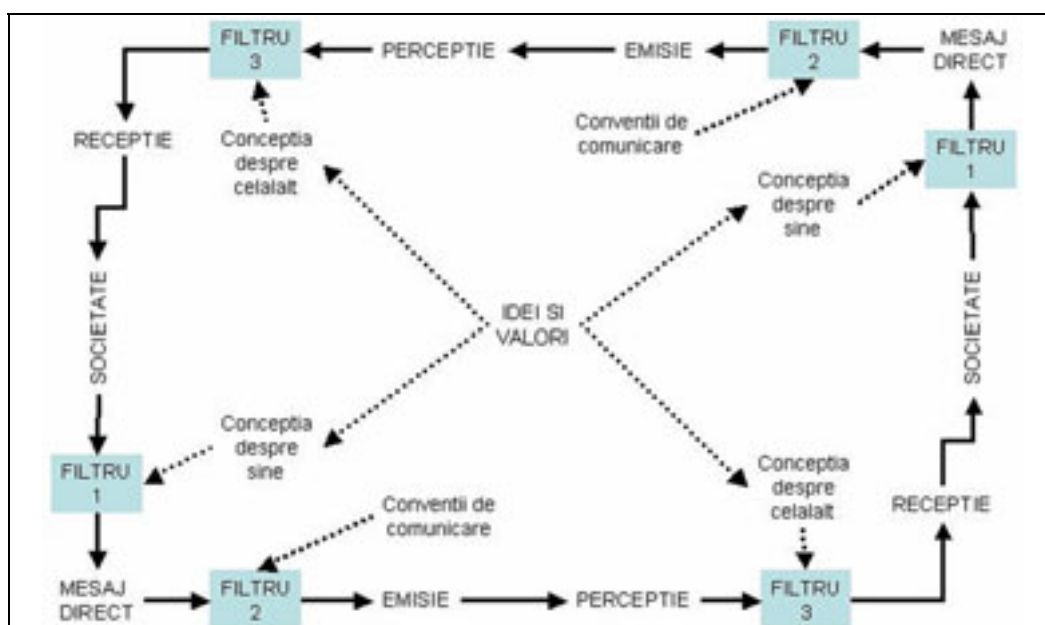 FILTRU
3
PERCEPTIE
EMISIE
FILTRU
2
MESAJ
DIRECT
RECEPTIE
Conceptia
despre
celalalt
Conventii de
comunicare
FILTRU
1
Conceptia
despre
sine
SOCIETATE
IDEI SI
VALORI
SOCIETATE
Conceptia
despre
sine
FILTRU
1
Conventii de
comunicare
Conceptia
despre
celalalt
RECEPTIE
MESAJ
DIRECT
FILTRU
2
EMISIE
PERCEPTIE
FILTRU
3